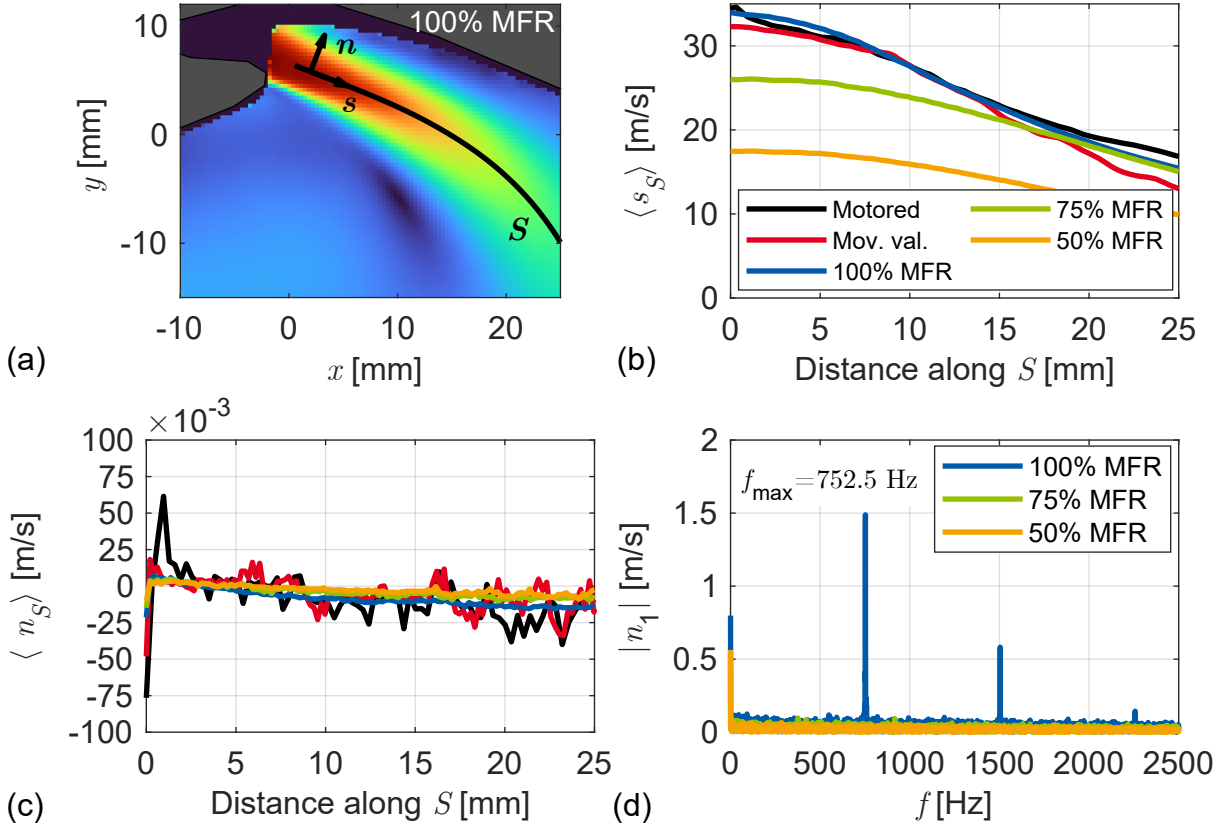 100% MFR
n
s
S
10
0
-10
y [mm]
-10
0
10
20
x [mm]
(a)
30
20
10
0
⟨ s_S ⟩ [m/s]
Motored
Mov. val.
100% MFR
75% MFR
50% MFR
0
5
10
15
20
25
Distance along S [mm]
(b)
×10^-3
100
75
50
25
0
-25
-50
-75
-100
⟨ n_S ⟩ [m/s]
0
5
10
15
20
25
Distance along S [mm]
(c)
2
1.5
1
0.5
0
|n_1| [m/s]
f_max=752.5 Hz
100% MFR
75% MFR
50% MFR
0
500
1000
1500
2000
2500
f [Hz]
(d)